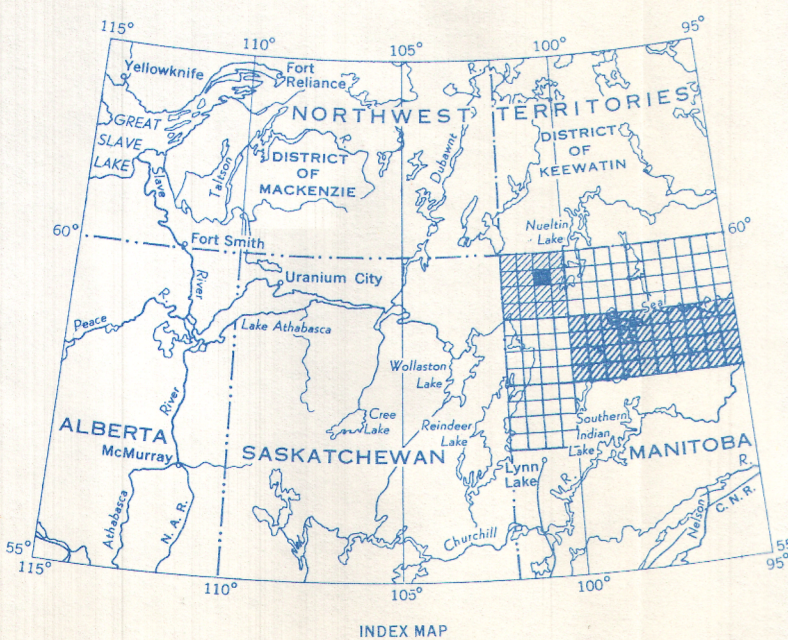 115°
110°
105°
100°
95°
Yellowknife
Fort
Reliance
R.
NORTHWEST TERRITORIES
GREAT
SLAVE
LAKE
Slave
Taltson
R.
DISTRICT
OF
MACKENZIE
Dubawnt
DISTRICT
OF
KEEWATIN
Nueltin
Lake
60°
60°
Fort Smith
River
Uranium City
R.
Peace
Lake Athabasca
Seal
R.
Wollaston
Lake
River
Cree
Lake
Reindeer
Lake
Southern
Indian
Lake
ALBERTA
McMurray
SASKATCHEWAN
MANITOBA
Lynn
Lake
R.
Athabasca
N.A.R.
Churchill
Nelson
C.N.R.
55°
115°
110°
105°
100°
55°
95°
INDEX MAP